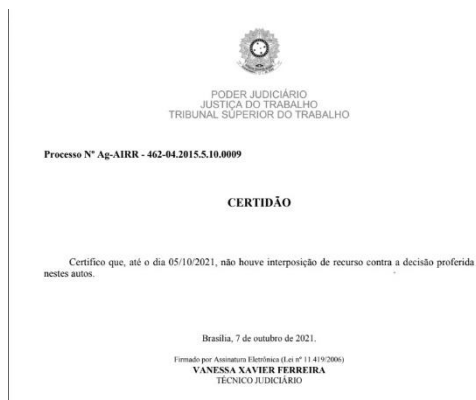 PODER JUDICIÁRIO
JUSTIÇA DO TRABALHO
TRIBUNAL SUPERIOR DO TRABALHO
Processo Nº Ag-AIRR - 462-04.2015.5.10.0009
CERTIDÃO
Certifico que, até o dia 05/10/2021, não houve interposição de recurso contra a decisão proferida
nestes autos.
Brasília, 7 de outubro de 2021.
Firmado por Assinatura Eletrônica (Lei nº 11.419/2006)
VANESSA XAVIER FERREIRA
TÉCNICO JUDICIÁRIO